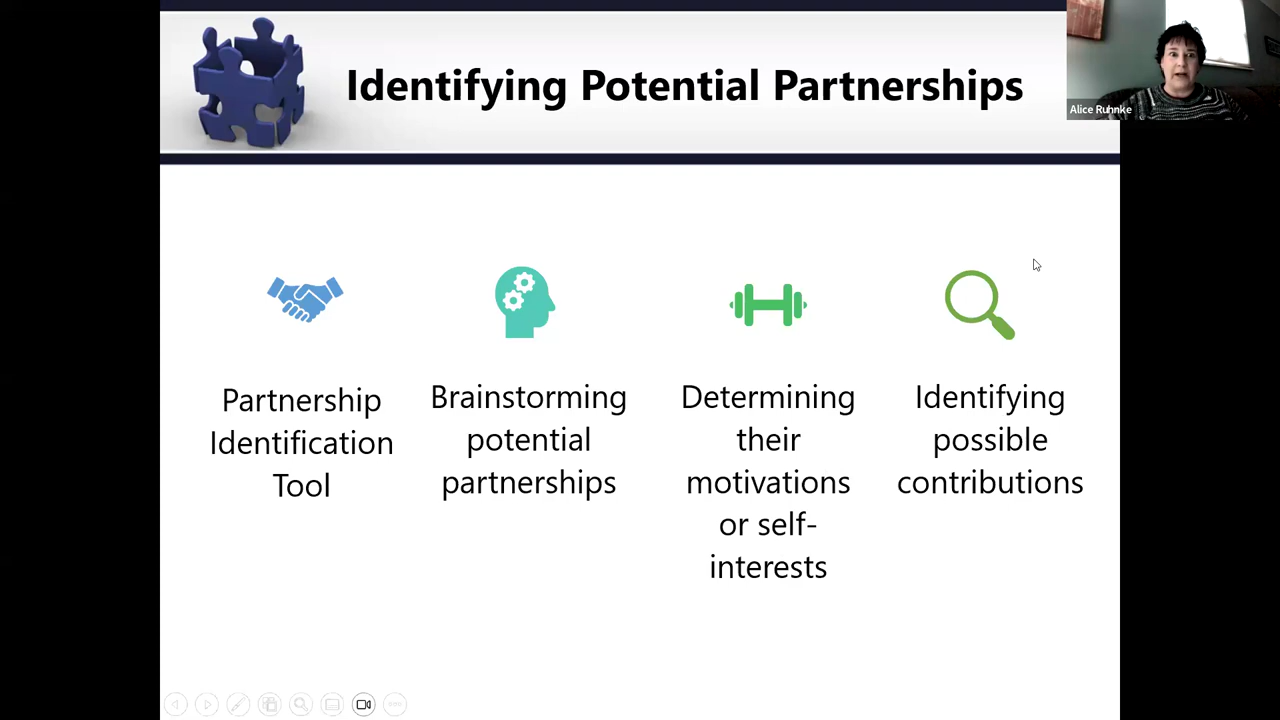 Identifying Potential Partnerships
Alice Ruhnke
Partnership
Identification
Tool
Brainstorming
potential
partnerships
Determining
their
motivations
or self-
interests
Identifying
possible
contributions